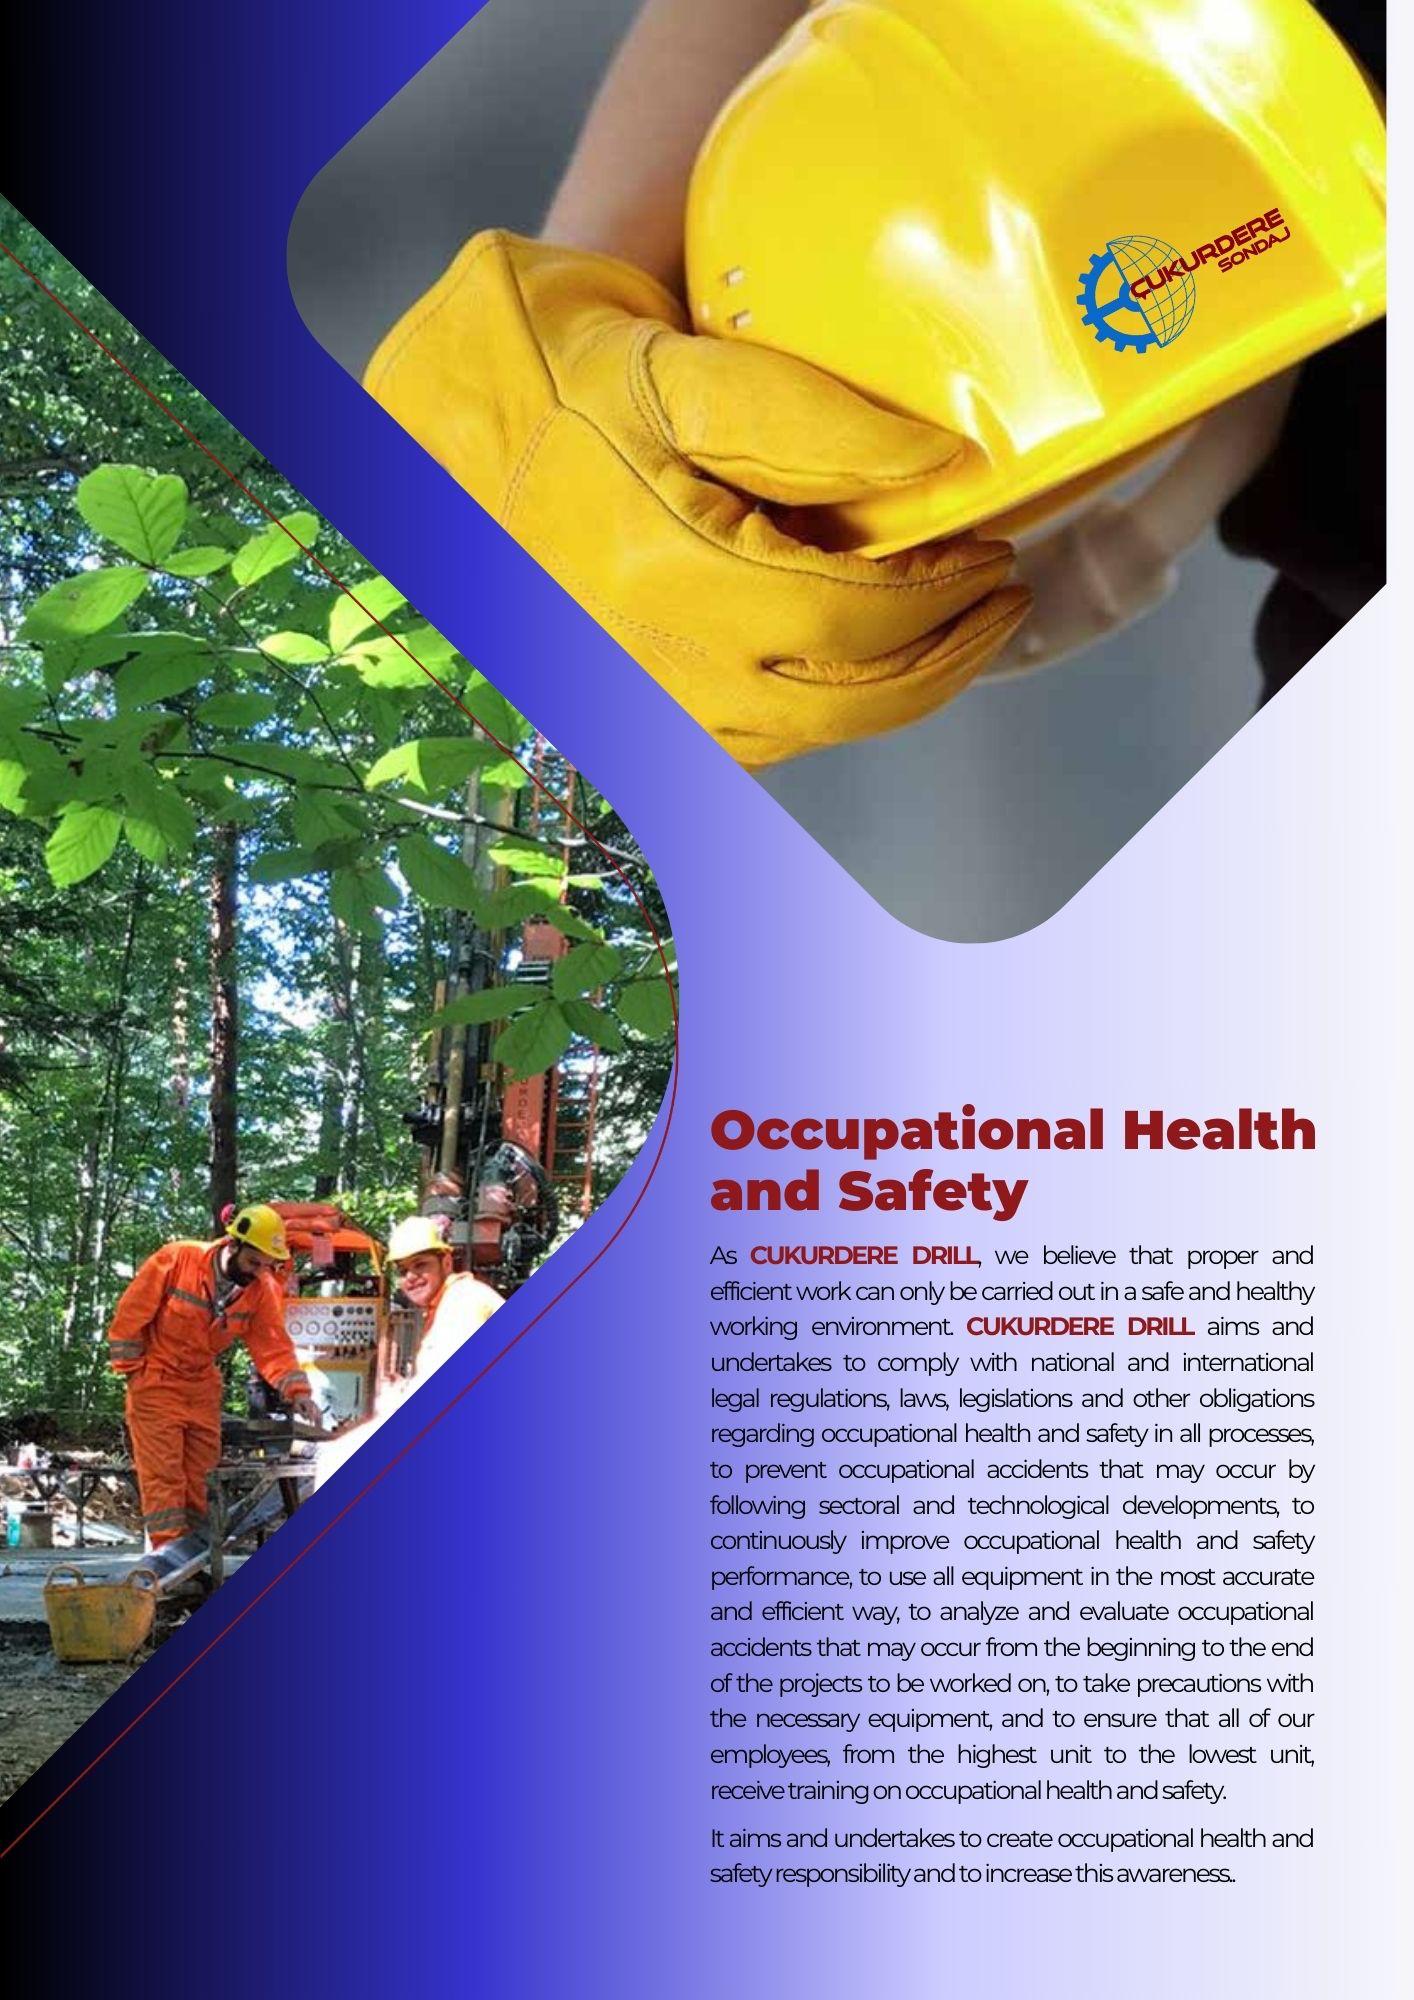 ÇUKURDERE
SONDAJ
Occupational Health
and Safety
As CUKURDERE DRILL, we believe that proper and
efficient work can only be carried out in a safe and healthy
working environment. CUKURDERE DRILL aims and
undertakes to comply with national and international
legal regulations, laws, legislations and other obligations
regarding occupational health and safety in all processes,
to prevent occupational accidents that may occur by
following sectoral and technological developments, to
continuously improve occupational health and safety
performance, to use all equipment in the most accurate
and efficient way, to analyze and evaluate occupational
accidents that may occur from the beginning to the end
of the projects to be worked on, to take precautions with
the necessary equipment, and to ensure that all of our
employees, from the highest unit to the lowest unit,
receive training on occupational health and safety.
It aims and undertakes to create occupational health and
safety responsibility and to increase this awareness..